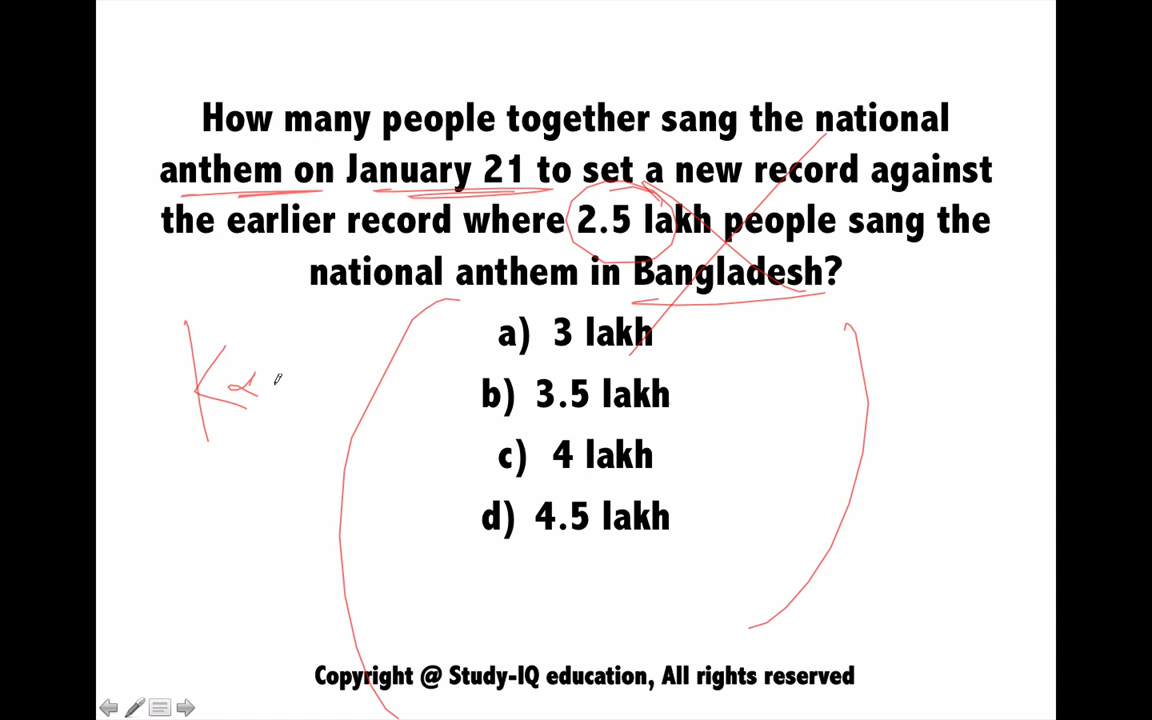 How many people together sang the national
anthem on January 21 to set a new record against
the earlier record where 2.5 lakh people sang the
national anthem in Bangladesh?
a) 3 lakh
b) 3.5 lakh
c) 4 lakh
d) 4.5 lakh
Ka
Copyright @ Study-IQ education, All rights reserved